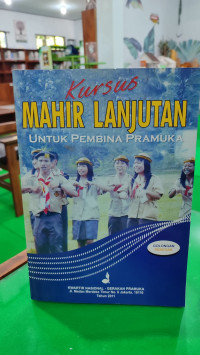 Kursus
MAHIR LANJUTAN
UNTUK PEMBINA PRAMUKA
GOLONGAN
KWARTIR NASIONAL - GERAKAN PRAMUKA
Jl. Medan Merdeka Timur No. 6 Jakarta, 10110
Tahun 2011